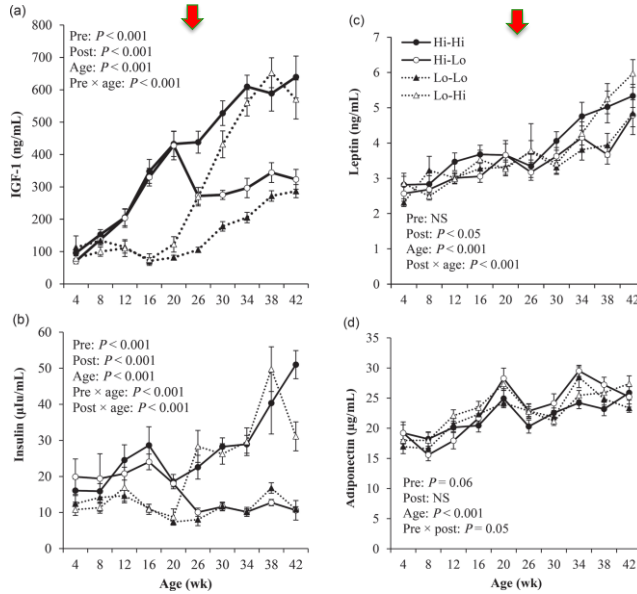 (a)
IGF-1 (ng/mL)
800
700
600
500
400
300
200
100
0
Pre: P < 0.001
Post: P < 0.001
Age: P < 0.001
Pre × age: P < 0.001
4 8 12 16 20 26 30 34 38 42
(b)
Insulin (µIu/mL)
60
50
40
30
20
10
0
Pre: P < 0.001
Post: P < 0.001
Age: P < 0.001
Pre × age: P < 0.001
Post × age: P < 0.001
4 8 12 16 20 26 30 34 38 42
Age (wk)
(c)
Leptin (ng/mL)
7
6
5
4
3
2
1
Hi-Hi
Hi-Lo
Lo-Lo
Lo-Hi
Pre: NS
Post: P < 0.05
Age: P < 0.001
Post × age: P < 0.001
4 8 12 16 20 26 30 34 38 42
(d)
Adiponectin (µg/mL)
35
30
25
20
15
10
5
0
Pre: P = 0.06
Post: NS
Age: P < 0.001
Pre × post: P = 0.05
4 8 12 16 20 26 30 34 38 42
Age (wk)